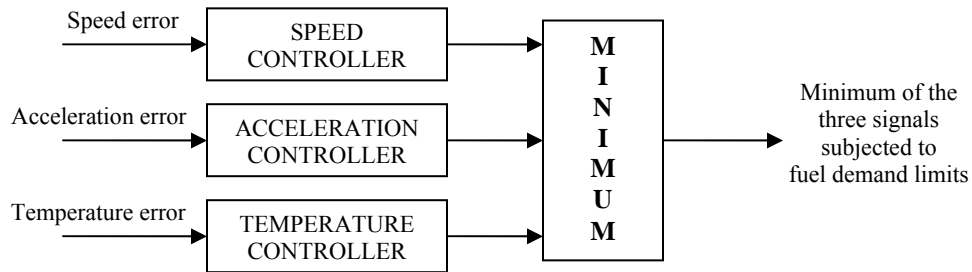 Speed error
SPEED
CONTROLLER
Acceleration error
ACCELERATION
CONTROLLER
Temperature error
TEMPERATURE
CONTROLLER
M
I
N
I
M
U
M
Minimum of the
three signals
subjected to
fuel demand limits